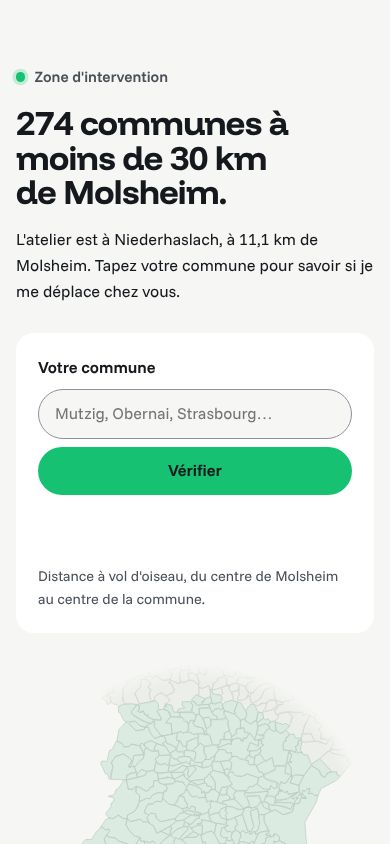 Zone d'intervention
274 communes à
moins de 30 km
de Molsheim.
L'atelier est à Niederhaslach, à 11,1 km de
Molsheim. Tapez votre commune pour savoir si je
me déplace chez vous.
Votre commune
Mutzig, Obernai, Strasbourg…
Vérifier
Distance à vol d'oiseau, du centre de Molsheim
au centre de la commune.